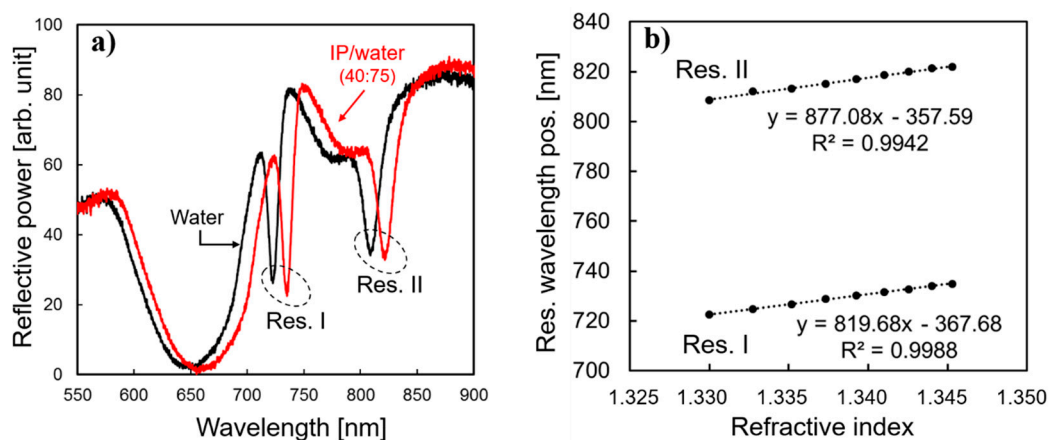 a)
Reflective power [arb. unit]
100
80
60
40
20
0
IP/water
(40:75)
Water
Res. I
Res. II
550 600 650 700 750 800 850 900
Wavelength [nm]
b)
Res. wavelength pos. [nm]
840
820
800
780
760
740
720
700
Res. II
y = 877.08x - 357.59
R² = 0.9942
y = 819.68x - 367.68
Res. I
R² = 0.9988
1.325 1.330 1.335 1.340 1.345 1.350
Refractive index